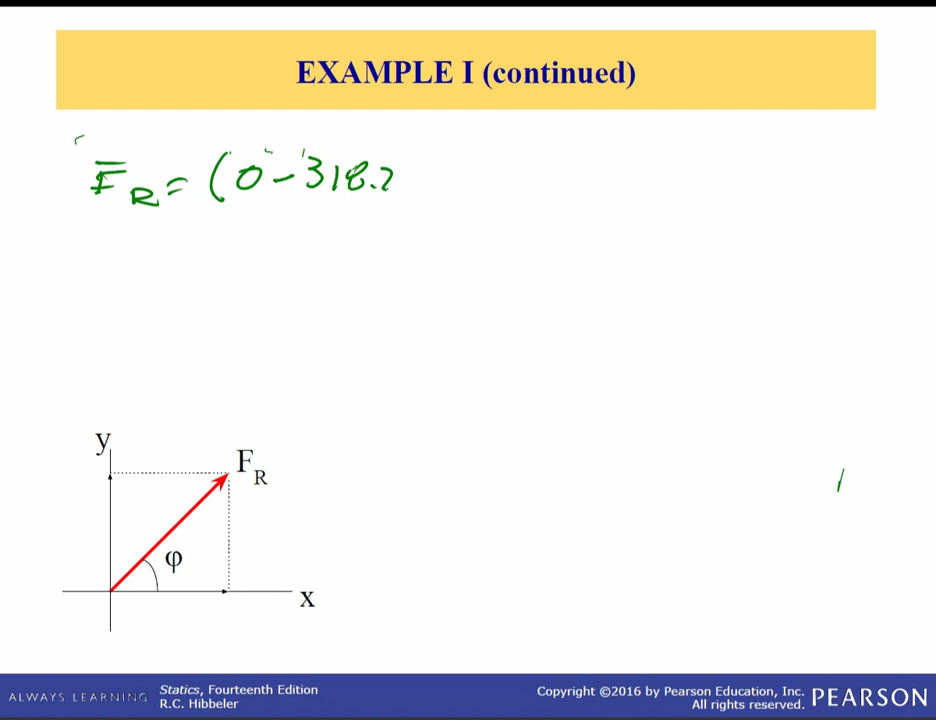 EXAMPLE I (continued)
F̄R = (0 - 318.2
y
FR
φ
x
ALWAYS LEARNING
Statics, Fourteenth Edition
R.C. Hibbeler
Copyright ©2016 by Pearson Education, Inc.
All rights reserved.
PEARSON